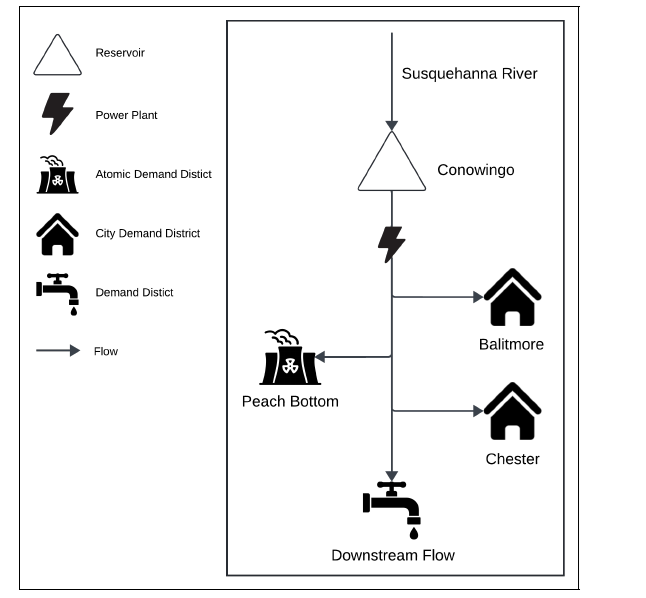 Reservoir
Power Plant
Atomic Demand Distict
City Demand District
Demand Distict
Flow
Susquehanna River
Conowingo
Balitmore
Peach Bottom
Chester
Downstream Flow